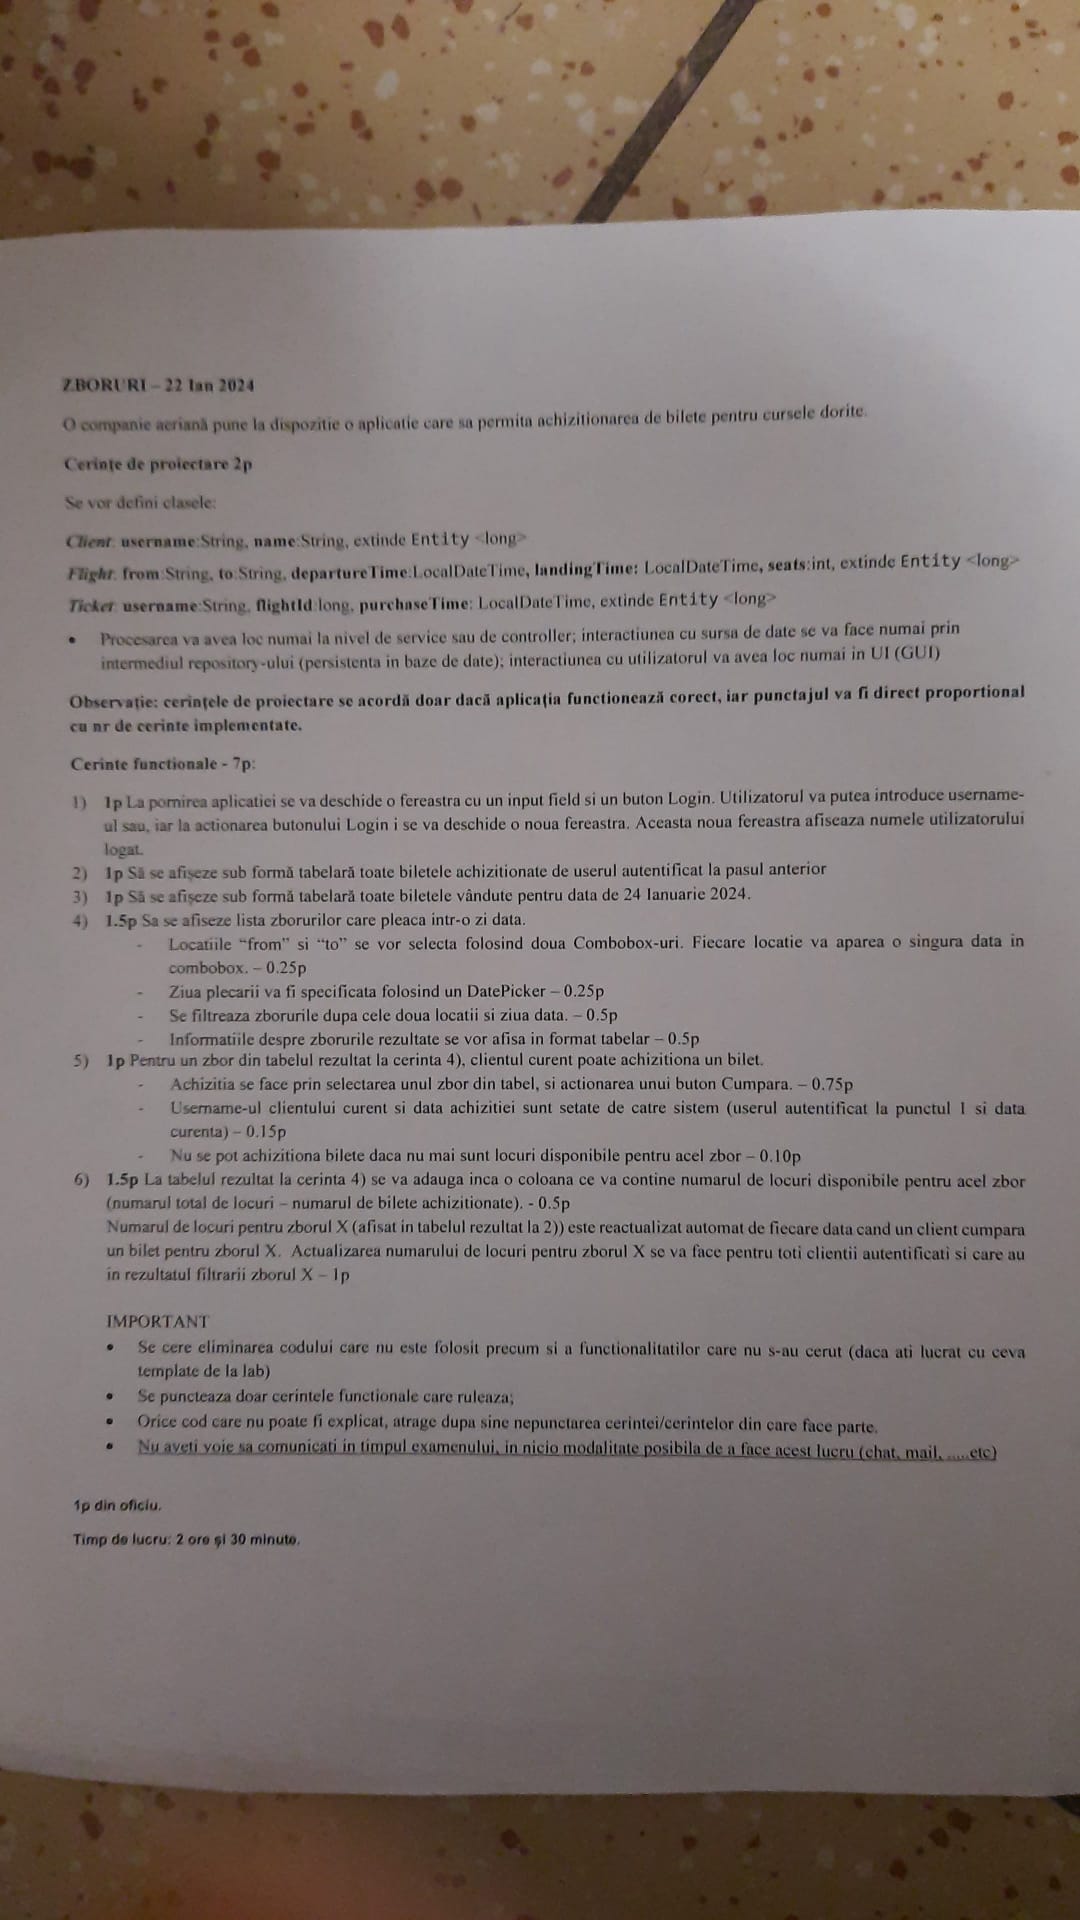 ZBORURI – 22 Ian 2024
O companie aeriană pune la dispozitie o aplicatie care sa permita achizitionarea de bilete pentru cursele dorite.
Cerințe de proiectare 2p
Se vor defini clasele:
Client: username:String, name:String, extinde Entity <long>
Flight: from:String, to:String, departureTime:LocalDateTime, landingTime: LocalDateTime, seats:int, extinde Entity <long>
Ticket: username:String, flightId:long, purchaseTime: LocalDateTime, extinde Entity <long>
• Procesarea va avea loc numai la nivel de service sau de controller; interactiunea cu sursa de date se va face numai prin
intermediul repository-ului (persistenta in baze de date); interactiunea cu utilizatorul va avea loc numai in UI (GUI)
Observație: cerințele de proiectare se acordă doar dacă aplicația functionează corect, iar punctajul va fi direct proportional
cu nr de cerinte implementate.
Cerinte functionale - 7p:
1) 1p La pornirea aplicatiei se va deschide o fereastra cu un input field si un buton Login. Utilizatorul va putea introduce username-
ul sau, iar la actionarea butonului Login i se va deschide o noua fereastra. Aceasta noua fereastra afiseaza numele utilizatorului
logat.
2) 1p Să se afișeze sub formă tabelară toate biletele achizitionate de userul autentificat la pasul anterior
3) 1p Să se afișeze sub formă tabelară toate biletele vândute pentru data de 24 Ianuarie 2024.
4) 1.5p Sa se afiseze lista zborurilor care pleaca intr-o zi data.
- Locatiile “from” si “to” se vor selecta folosind doua Combobox-uri. Fiecare locatie va aparea o singura data in
combobox. – 0.25p
- Ziua plecarii va fi specificata folosind un DatePicker – 0.25p
- Se filtreaza zborurile dupa cele doua locatii si ziua data. – 0.5p
- Informatiile despre zborurile rezultate se vor afisa in format tabelar – 0.5p
5) 1p Pentru un zbor din tabelul rezultat la cerinta 4), clientul curent poate achizitiona un bilet.
- Achizitia se face prin selectarea unul zbor din tabel, si actionarea unui buton Cumpara. – 0.75p
- Username-ul clientului curent si data achizitiei sunt setate de catre sistem (userul autentificat la punctul 1 si data
curenta) – 0.15p
- Nu se pot achizitiona bilete daca nu mai sunt locuri disponibile pentru acel zbor – 0.10p
6) 1.5p La tabelul rezultat la cerinta 4) se va adauga inca o coloana ce va contine numarul de locuri disponibile pentru acel zbor
(numarul total de locuri – numarul de bilete achizitionate). - 0.5p
Numarul de locuri pentru zborul X (afisat in tabelul rezultat la 2)) este reactualizat automat de fiecare data cand un client cumpara
un bilet pentru zborul X. Actualizarea numarului de locuri pentru zborul X se va face pentru toti clientii autentificati si care au
in rezultatul filtrarii zborul X – 1p
IMPORTANT
• Se cere eliminarea codului care nu este folosit precum si a functionalitatilor care nu s-au cerut (daca ati lucrat cu ceva
template de la lab)
• Se puncteaza doar cerintele functionale care ruleaza;
• Orice cod care nu poate fi explicat, atrage dupa sine nepunctarea cerintei/cerintelor din care face parte.
• Nu aveti voie sa comunicati in timpul examenului, in nicio modalitate posibila de a face acest lucru (chat, mail, .....etc)
1p din oficiu.
Timp de lucru: 2 ore și 30 minute.